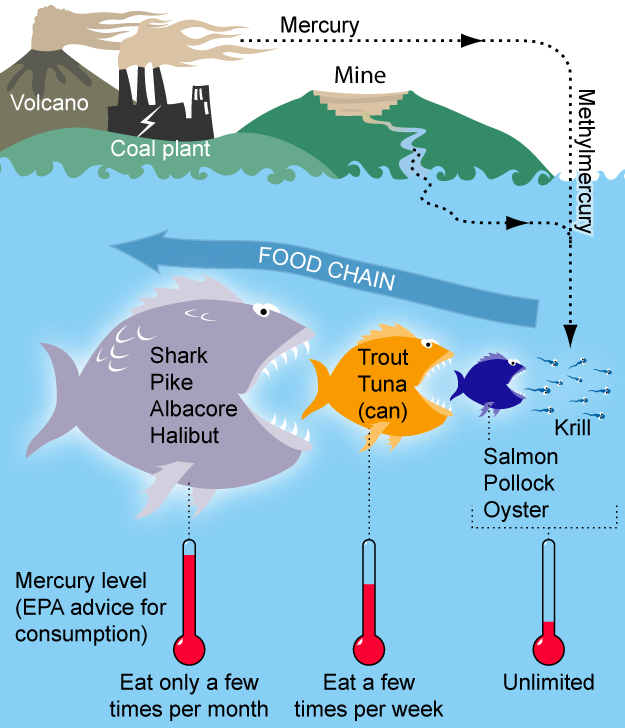 Mercury
Mine
Volcano
Coal plant
Methylmercury
FOOD CHAIN
Shark
Pike
Albacore
Halibut
Trout
Tuna
(can)
Krill
Salmon
Pollock
Oyster
Mercury level
(EPA advice for
consumption)
Eat only a few
times per month
Eat a few
times per week
Unlimited